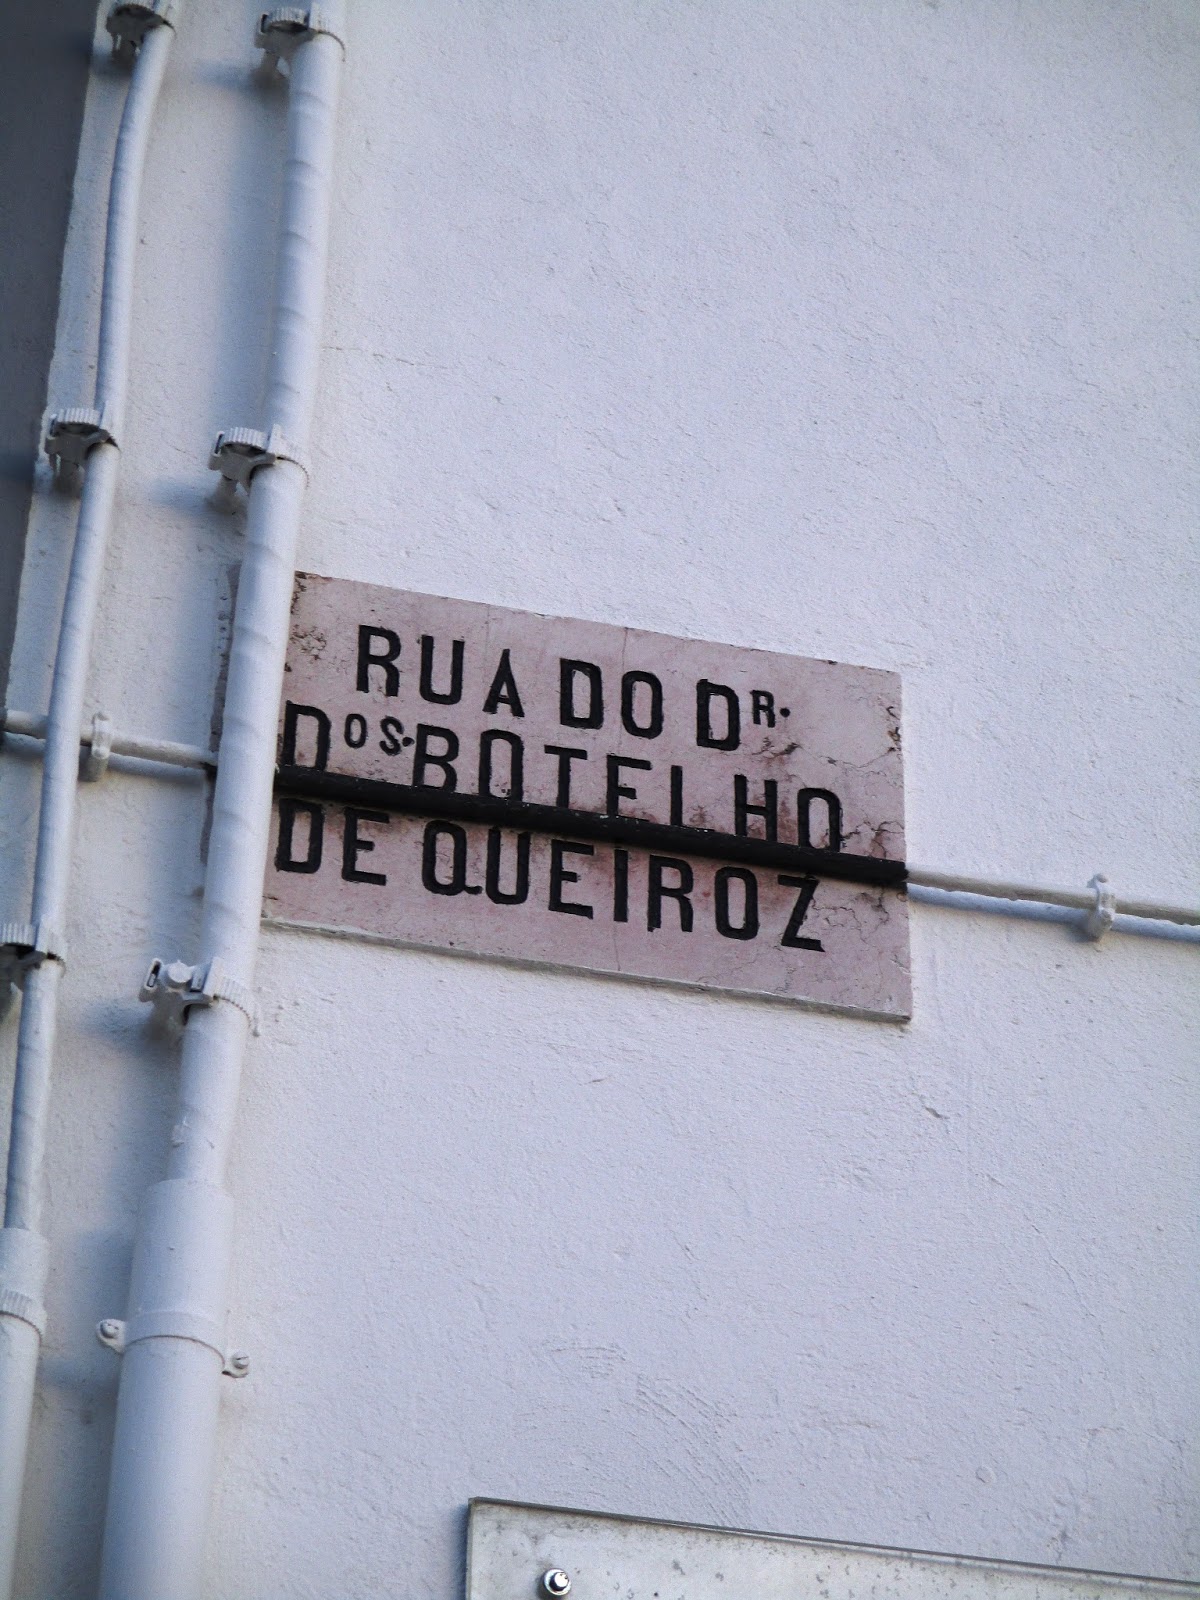 RUA DO Dr.
Dos. BOTELHO
DE QUEIROZ